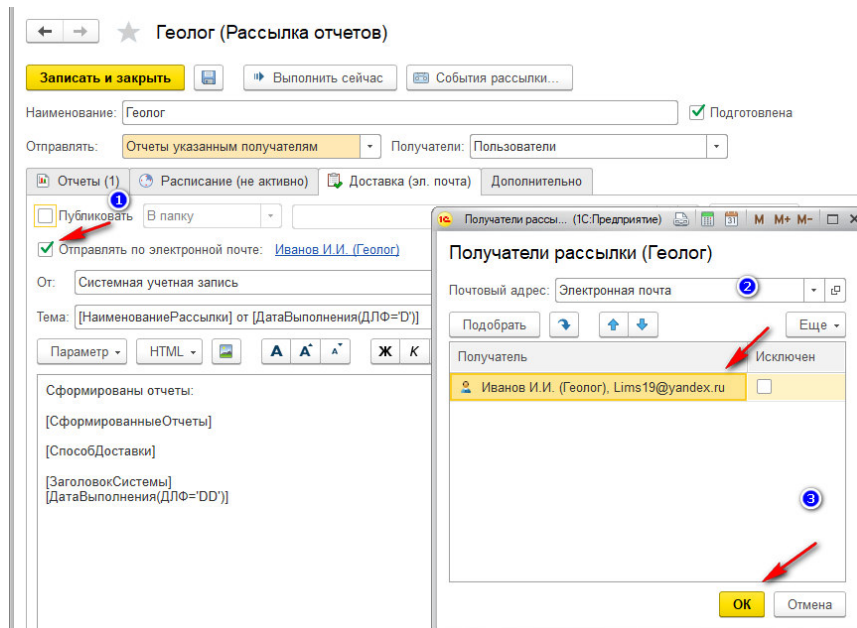 Геолог (Рассылка отчетов)
Записать и закрыть Выполнить сейчас События рассылки...
Наименование: Геолог Подготовлена
Отправлять: Отчеты указанным получателям Получатели: Пользователи
Отчеты (1) Расписание (не активно) Доставка (эл. почта) Дополнительно
1
Публиковать В папку
Отправлять по электронной почте: Иванов И.И. (Геолог)
От: Системная учетная запись
Тема: [НаименованиеРассылки] от [ДатаВыполнения(ДЛФ='D')]
Параметр HTML А А А Ж К
Сформированы отчеты:
[СформированныеОтчеты]
[СпособДоставки]
[ЗаголовокСистемы]
[ДатаВыполнения(ДЛФ='DD')]
1С Получатели рассы... (1С:Предприятие) 31 M M+ M-
Получатели рассылки (Геолог)
Почтовый адрес: Электронная почта 2
Подобрать Еще
Получатель Исключен
Иванов И.И. (Геолог), Lims19@yandex.ru
3
ОК Отмена